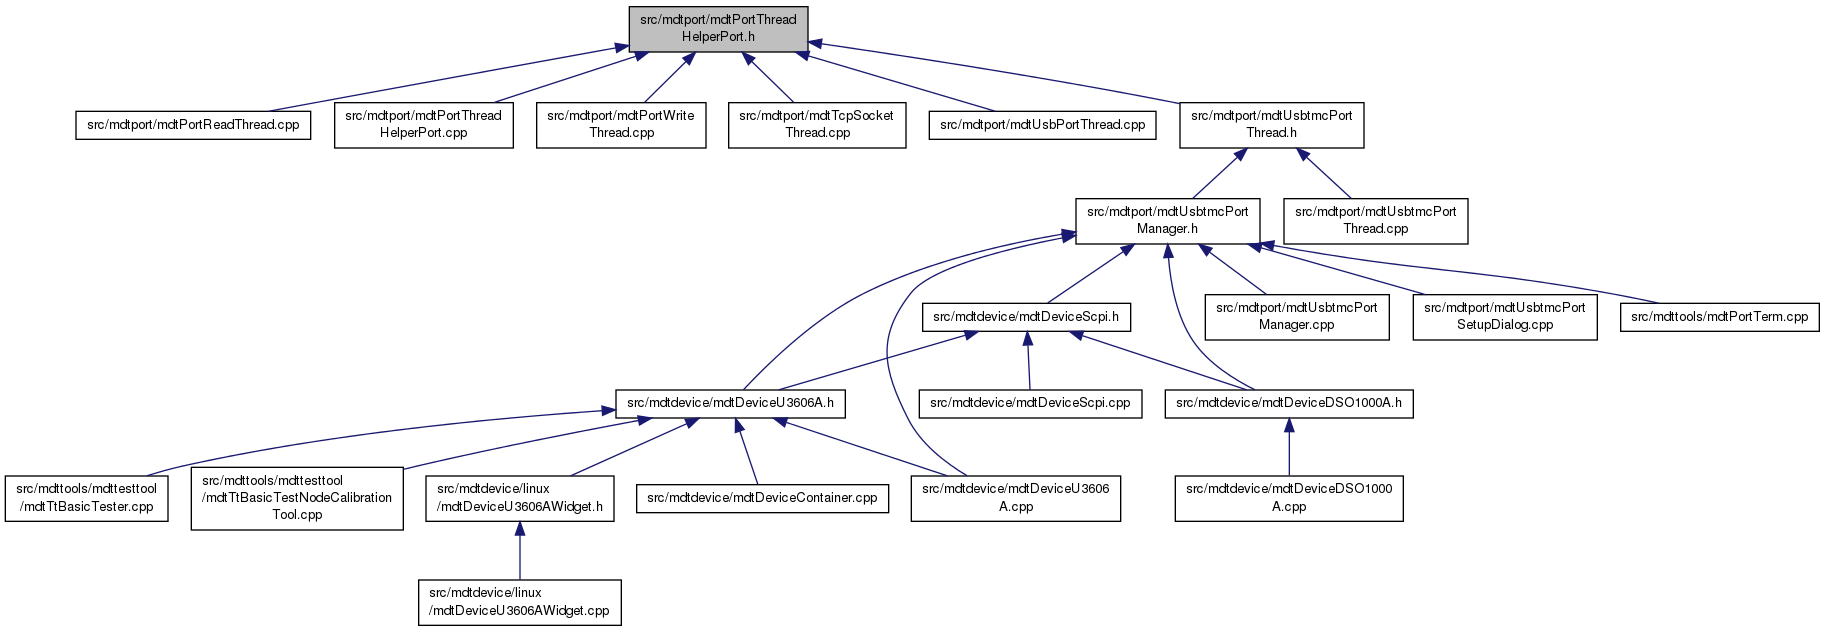 src/mdtport/mdtPortThread
HelperPort.h
src/mdtport/mdtPortReadThread.cpp
src/mdtport/mdtPortThread
HelperPort.cpp
src/mdtport/mdtPortWrite
Thread.cpp
src/mdtport/mdtTcpSocket
Thread.cpp
src/mdtport/mdtUsbPortThread.cpp
src/mdtport/mdtUsbtmcPort
Thread.h
src/mdtport/mdtUsbtmcPort
Manager.h
src/mdtport/mdtUsbtmcPort
Thread.cpp
src/mdtdevice/mdtDeviceScpi.h
src/mdtport/mdtUsbtmcPort
Manager.cpp
src/mdtport/mdtUsbtmcPort
SetupDialog.cpp
src/mdttools/mdtPortTerm.cpp
src/mdtdevice/mdtDeviceU3606A.h
src/mdtdevice/mdtDeviceScpi.cpp
src/mdtdevice/mdtDeviceDSO1000A.h
src/mdttools/mdttesttool
/mdtTtBasicTester.cpp
src/mdttools/mdttesttool
/mdtTtBasicTestNodeCalibration
Tool.cpp
src/mdtdevice/linux
/mdtDeviceU3606AWidget.h
src/mdtdevice/mdtDeviceContainer.cpp
src/mdtdevice/mdtDeviceU3606
A.cpp
src/mdtdevice/mdtDeviceDSO1000
A.cpp
src/mdtdevice/linux
/mdtDeviceU3606AWidget.cpp